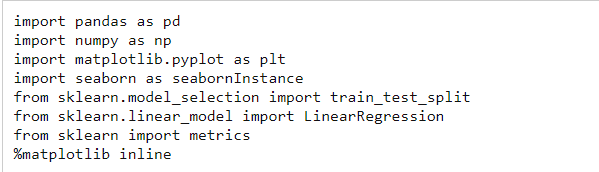 import pandas as pd
import numpy as np
import matplotlib.pyplot as plt
import seaborn as seabornInstance
from sklearn.model_selection import train_test_split
from sklearn.linear_model import LinearRegression
from sklearn import metrics
%matplotlib inline